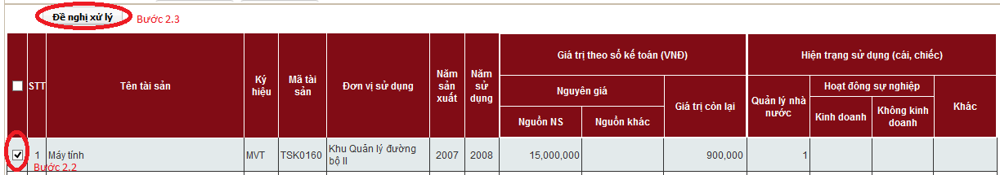 Đề nghị xử lý Bước 2.3
STT
Tên tài sản
Ký
hiệu
Mã tài
sản
Đơn vị sử dụng
Năm
sản
xuất
Năm
sử
dụng
Giá trị theo số kế toán (VNĐ)
Nguyên giá
Nguồn NS
Nguồn khác
Giá trị còn lại
Hiện trạng sử dụng (cái, chiếc)
Quản lý nhà
nước
Hoạt đông sự nghiệp
Kinh doanh
Không kinh
doanh
Khác
1 Máy tính MVT TSK0160 Khu Quản lý đường
bộ II
2007 2008 15,000,000 900,000 1
Bước 2.2